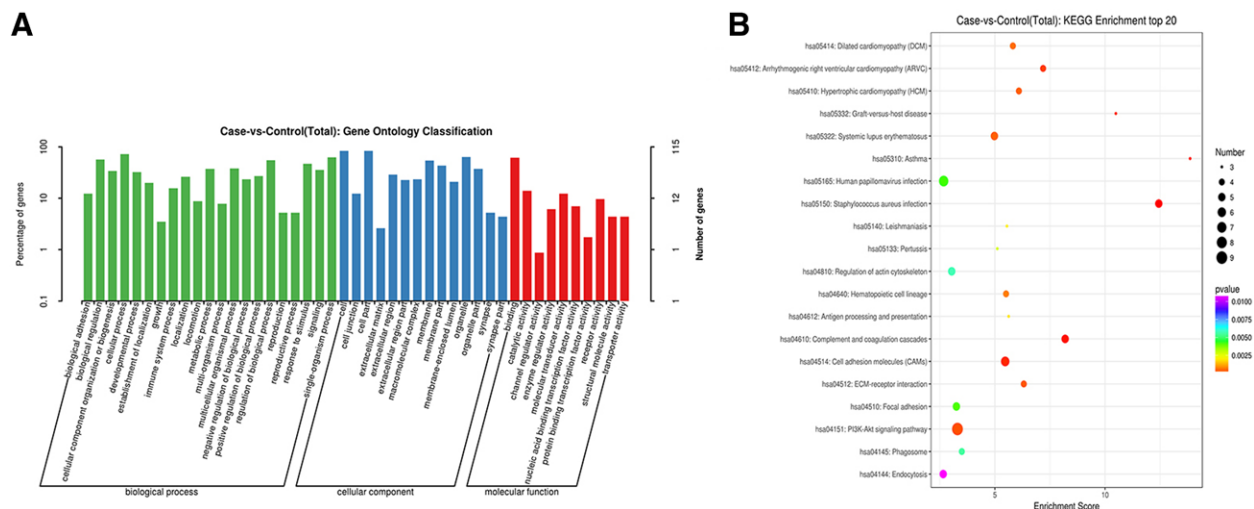 A
Case-vs-Control(Total): Gene Ontology Classification
Percentage of genes
100
10
1
0.1
115
12
1
1
Number of genes
biological adhesion
biological regulation
cellular component organization or biogenesis
cellular process
developmental process
establishment of localization
growth
immune system process
localization
locomotion
metabolic process
multi-organism process
multicellular organismal process
negative regulation of biological process
positive regulation of biological process
regulation of biological process
reproduction
reproductive process
response to stimulus
signaling
single-organism process
cell
cell junction
cell part
extracellular matrix
extracellular region
extracellular region part
macromolecular complex
membrane
membrane part
membrane-enclosed lumen
organelle
organelle part
synapse
synapse part
binding
catalytic activity
channel regulator activity
enzyme regulator activity
molecular transducer activity
nucleic acid binding transcription factor activity
protein binding transcription factor activity
receptor activity
structural molecule activity
transporter activity
biological process
cellular component
molecular function
B
Case-vs-Control(Total): KEGG Enrichment top 20
hsa05414: Dilated cardiomyopathy (DCM)
hsa05412: Arrhythmogenic right ventricular cardiomyopathy (ARVC)
hsa05410: Hypertrophic cardiomyopathy (HCM)
hsa05332: Graft-versus-host disease
hsa05322: Systemic lupus erythematosus
hsa05310: Asthma
hsa05165: Human papillomavirus infection
hsa05150: Staphylococcus aureus infection
hsa05140: Leishmaniasis
hsa05133: Pertussis
hsa04810: Regulation of actin cytoskeleton
hsa04640: Hematopoietic cell lineage
hsa04612: Antigen processing and presentation
hsa04610: Complement and coagulation cascades
hsa04514: Cell adhesion molecules (CAMs)
hsa04512: ECM-receptor interaction
hsa04510: Focal adhesion
hsa04151: PI3K-Akt signaling pathway
hsa04145: Phagosome
hsa04144: Endocytosis
5
10
Enrichment Score
Number
3
4
5
6
7
8
9
pvalue
0.0100
0.0075
0.0050
0.0025